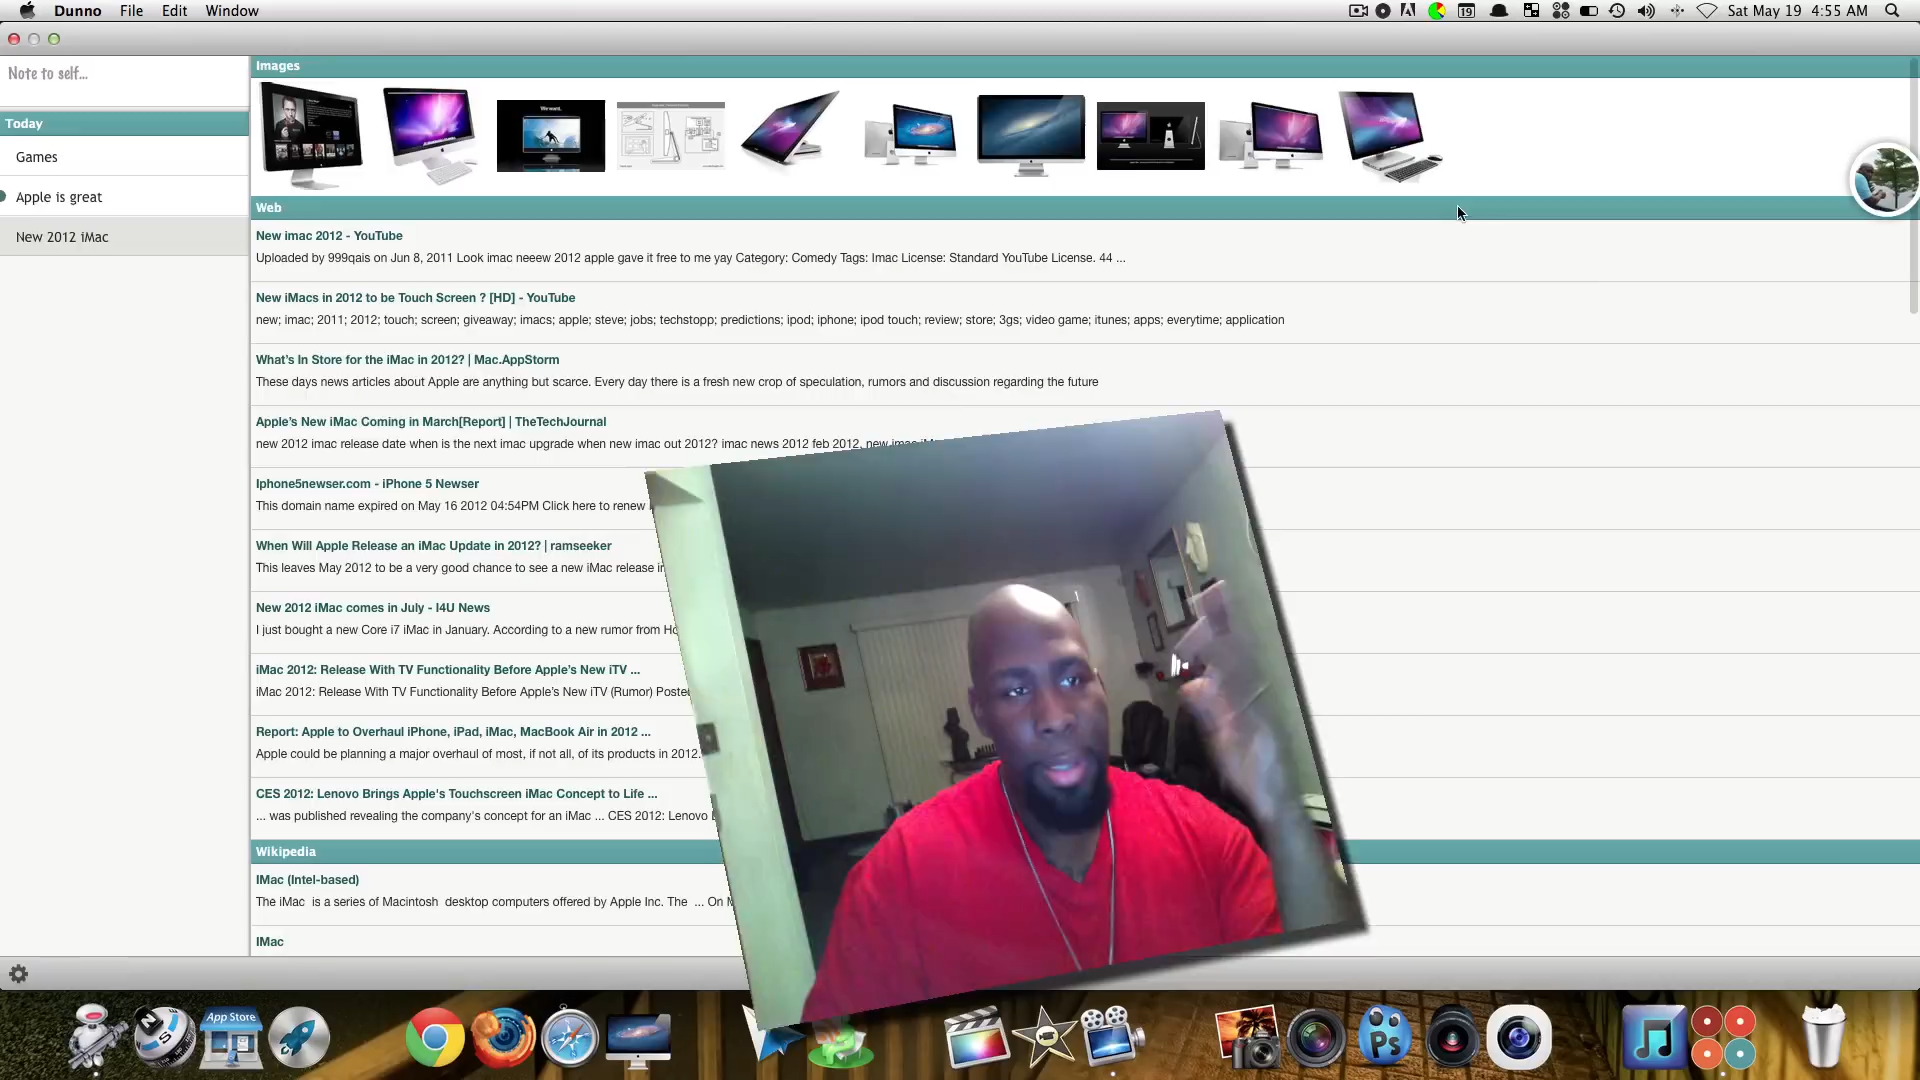 Dunno File Edit Window
19 Sat May 19 4:55 AM
Note to self...
Today
Games
Apple is great
New 2012 iMac
Images
We want.
Web
New imac 2012 - YouTube
Uploaded by 999qais on Jun 8, 2011 Look imac neeew 2012 apple gave it free to me yay Category: Comedy Tags: Imac License: Standard YouTube License. 44 ...
New iMacs in 2012 to be Touch Screen ? [HD] - YouTube
new; imac; 2011; 2012; touch; screen; giveaway; imacs; apple; steve; jobs; techstopp; predictions; ipod; iphone; ipod touch; review; store; 3gs; video game; itunes; apps; everytime; application
What's In Store for the iMac in 2012? | Mac.AppStorm
These days news articles about Apple are anything but scarce. Every day there is a fresh new crop of speculation, rumors and discussion regarding the future
Apple's New iMac Coming in March[Report] | TheTechJournal
new 2012 imac release date when is the next imac upgrade when new imac out 2012? imac news 2012 feb 2012, new imac
Iphone5newser.com - iPhone 5 Newser
This domain name expired on May 16 2012 04:54PM Click here to renew
When Will Apple Release an iMac Update in 2012? | ramseeker
This leaves May 2012 to be a very good chance to see a new iMac release
New 2012 iMac comes in July - I4U News
I just bought a new Core i7 iMac in January. According to a new rumor from
iMac 2012: Release With TV Functionality Before Apple's New iTV ...
iMac 2012: Release With TV Functionality Before Apple's New iTV (Rumor)
Report: Apple to Overhaul iPhone, iPad, iMac, MacBook Air in 2012 ...
Apple could be planning a major overhaul of most, if not all, of its products in 2012.
CES 2012: Lenovo Brings Apple's Touchscreen iMac Concept to Life ...
... was published revealing the company's concept for an iMac ... CES 2012: Lenovo
Wikipedia
IMac (Intel-based)
The iMac is a series of Macintosh desktop computers offered by Apple Inc. The ... On
IMac
App Store
Ps